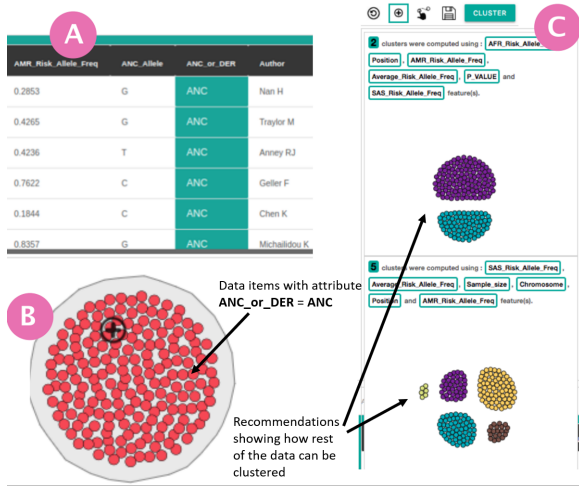 A
AMR_Risk_Allele_Freq ANC_Allele ANC_or_DER Author
0.2853 G ANC Nan H
0.4265 G ANC Traylor M
0.4236 T ANC Anney RJ
0.7622 C ANC Geller F
0.1844 C ANC Chen K
0.8357 G ANC Michailidou K
B
Data items with attribute
ANC_or_DER = ANC
Recommendations
showing how rest
of the data can be
clustered
CLUSTER
C
2 clusters were computed using : AFR_Risk_Allele_
Position , AMR_Risk_Allele_Freq ,
Average_Risk_Allele_Freq , P_VALUE and
SAS_Risk_Allele_Freq feature(s).
5 clusters were computed using : SAS_Risk_Allele_Freq ,
Average_Risk_Allele_Freq , Sample_size , Chromosome ,
Position and AMR_Risk_Allele_Freq feature(s).